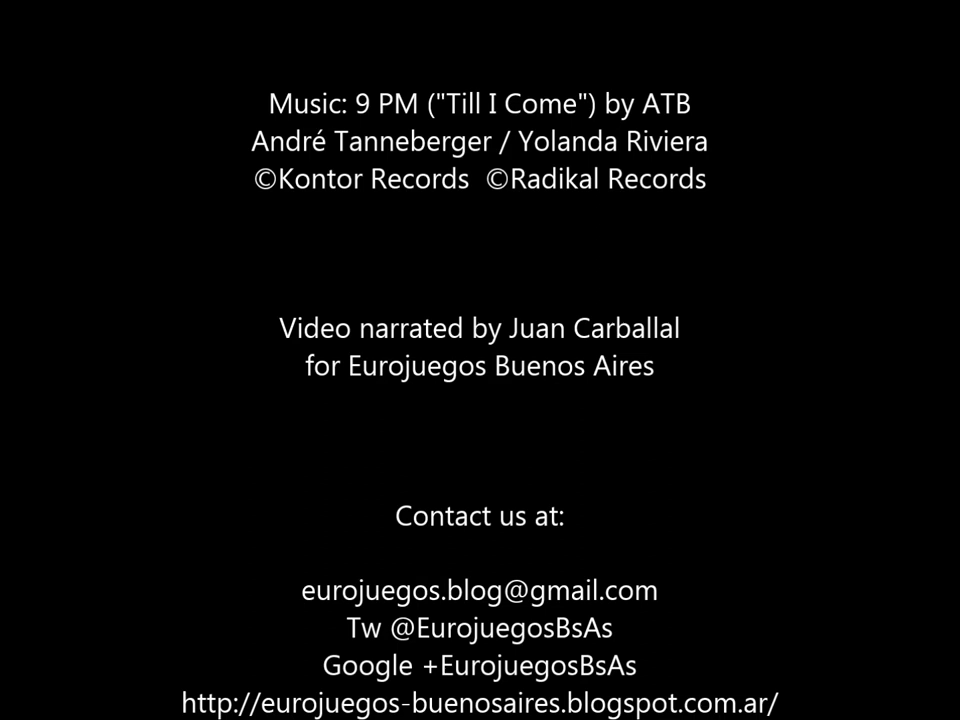 Music: 9 PM ("Till I Come") by ATB
André Tanneberger / Yolanda Riviera
©Kontor Records  ©Radikal Records
Video narrated by Juan Carballal
for Eurojuegos Buenos Aires
Contact us at:
eurojuegos.blog@gmail.com
Tw @EurojuegosBsAs
Google +EurojuegosBsAs
http://eurojuegos-buenosaires.blogspot.com.ar/